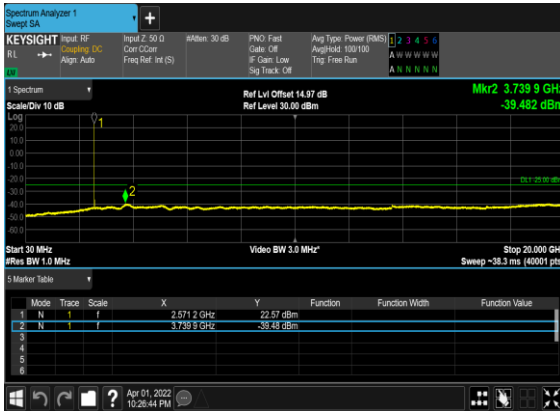 Spectrum Analyzer 1
Swept SA
KEYSIGHT Input: RF Input Z: 50 Ω #Atten: 30 dB PNO: Fast Avg Type: Power (RMS) 1 2 3 4 5 6
RL Coupling: DC Corr CCorr Gate: Off Avg|Hold: 100/100 A W W W W W
Align: Auto Freq Ref: Int (S) IF Gain: Low Trig: Free Run
Sig Track: Off A N N N N N
1 Spectrum Ref Lvl Offset 14.97 dB Mkr2 3.739 9 GHz
Scale/Div 10 dB Ref Level 30.00 dBm -39.482 dBm
Log
1
20.0
10.0
0.00
-10.0
-20.0
DL1 -25.00 dBm
-30.0
2
-40.0
-50.0
-60.0
Start 30 MHz Video BW 3.0 MHz* Stop 20.000 GHz
#Res BW 1.0 MHz Sweep ~38.3 ms (40001 pts)
5 Marker Table
Mode Trace Scale X Y Function Function Width Function Value
1 N 1 f 2.571 2 GHz 22.57 dBm
2 N 1 f 3.739 9 GHz -39.48 dBm
3
4
5
6
? Apr 01, 2022
10:26:44 PM